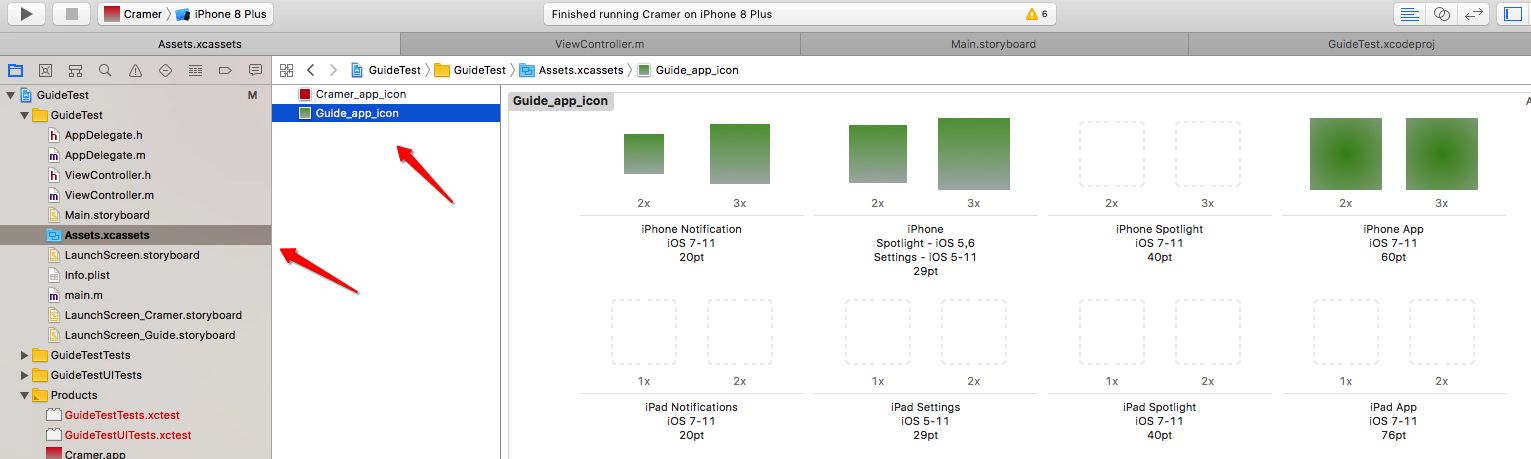 Cramer iPhone 8 Plus
Finished running Cramer on iPhone 8 Plus
6
Assets.xcassets
ViewController.m
Main.storyboard
GuideTest.xcodeproj
GuideTest
M
GuideTest
AppDelegate.h
AppDelegate.m
ViewController.h
ViewController.m
Main.storyboard
Assets.xcassets
LaunchScreen.storyboard
Info.plist
main.m
LaunchScreen_Cramer.storyboard
LaunchScreen_Guide.storyboard
GuideTestTests
GuideTestUITests
Products
GuideTestTests.xctest
GuideTestUITests.xctest
Cramer.app
GuideTest GuideTest Assets.xcassets Guide_app_icon
Cramer_app_icon
Guide_app_icon
Guide_app_icon
A
2x 3x
iPhone Notification
iOS 7-11
20pt
2x 3x
iPhone
Spotlight - iOS 5,6
Settings - iOS 5-11
29pt
2x 3x
iPhone Spotlight
iOS 7-11
40pt
2x 3x
iPhone App
iOS 7-11
60pt
1x 2x
iPad Notifications
iOS 7-11
20pt
1x 2x
iPad Settings
iOS 5-11
29pt
1x 2x
iPad Spotlight
iOS 7-11
40pt
1x 2x
iPad App
iOS 7-11
76pt